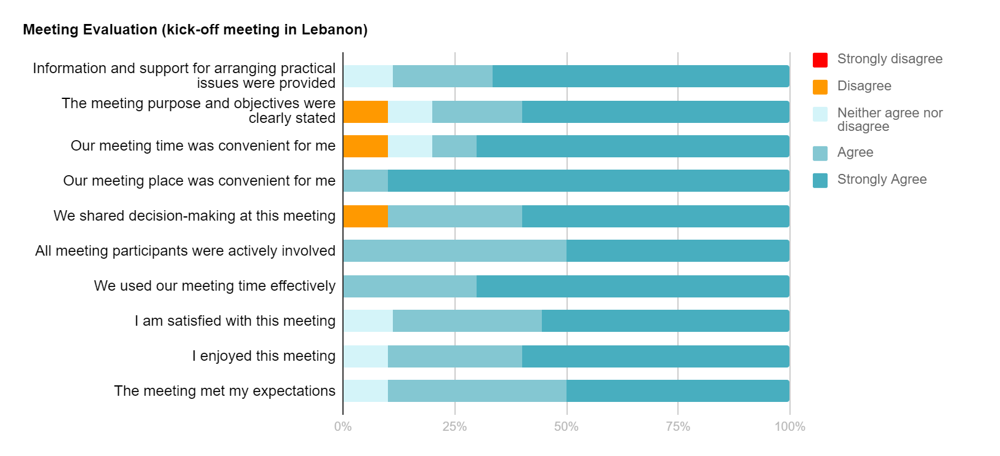 Meeting Evaluation (kick-off meeting in Lebanon)
Information and support for arranging practical
issues were provided
The meeting purpose and objectives were
clearly stated
Our meeting time was convenient for me
Our meeting place was convenient for me
We shared decision-making at this meeting
All meeting participants were actively involved
We used our meeting time effectively
I am satisfied with this meeting
I enjoyed this meeting
The meeting met my expectations
0% 25% 50% 75% 100%
Strongly disagree
Disagree
Neither agree nor
disagree
Agree
Strongly Agree